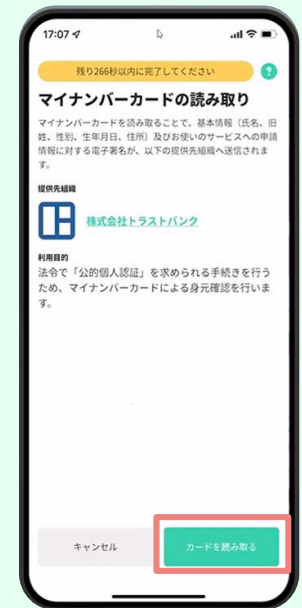 17:07
残り266秒以内に完了してください
?
マイナンバーカードの読み取り
マイナンバーカードを読み取ることで、基本情報（氏名、旧
姓、性別、生年月日、住所）及びお使いのサービスへの申請
情報に対する電子署名が、以下の提供先組織へ送信されま
す。
提供先組織
株式会社トラストバンク
利用目的
法令で「公的個人認証」を求められる手続きを行う
ため、マイナンバーカードによる身元確認を行いま
す。
キャンセル
カードを読み取る